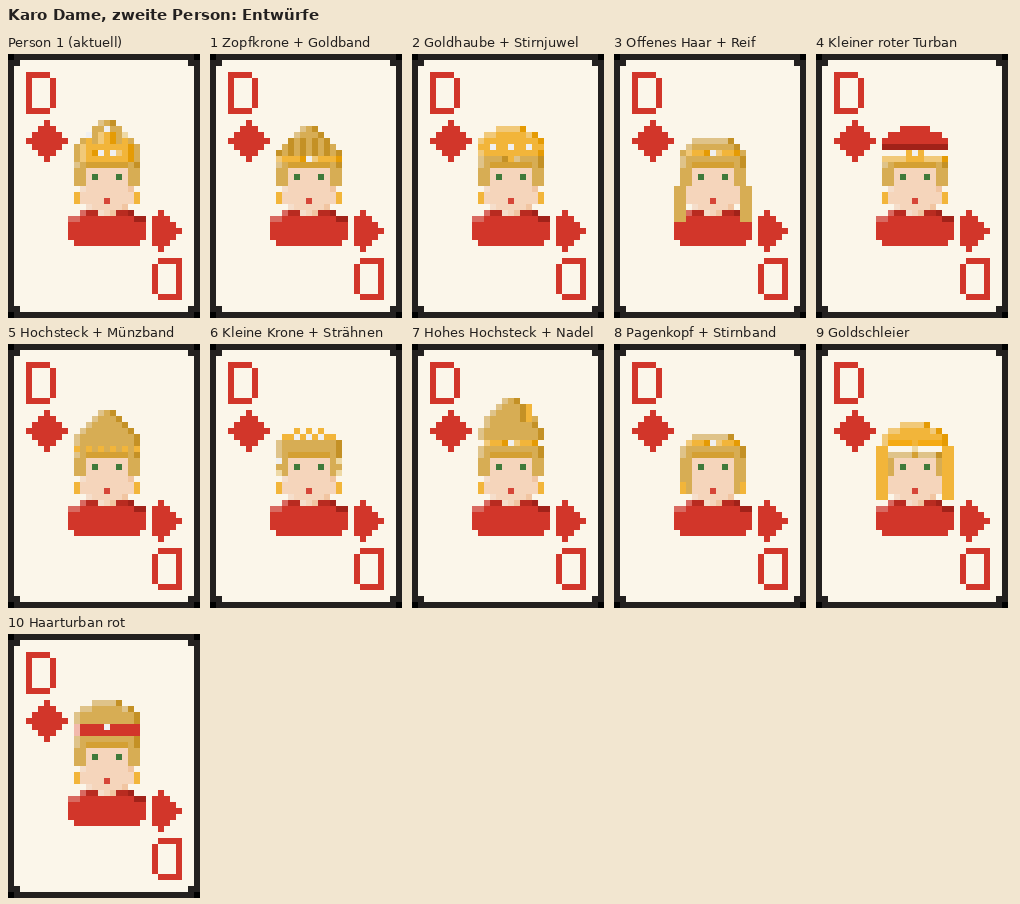 Karo Dame, zweite Person: Entwürfe
Person 1 (aktuell) 1 Zopfkrone + Goldband 2 Goldhaube + Stirnjuwel 3 Offenes Haar + Reif 4 Kleiner roter Turban
D D D D D
D D D D D
5 Hochsteck + Münzband 6 Kleine Krone + Strähnen 7 Hohes Hochsteck + Nadel 8 Pagenkopf + Stirnband 9 Goldschleier
D D D D D
D D D D D
10 Haarturban rot
D
D